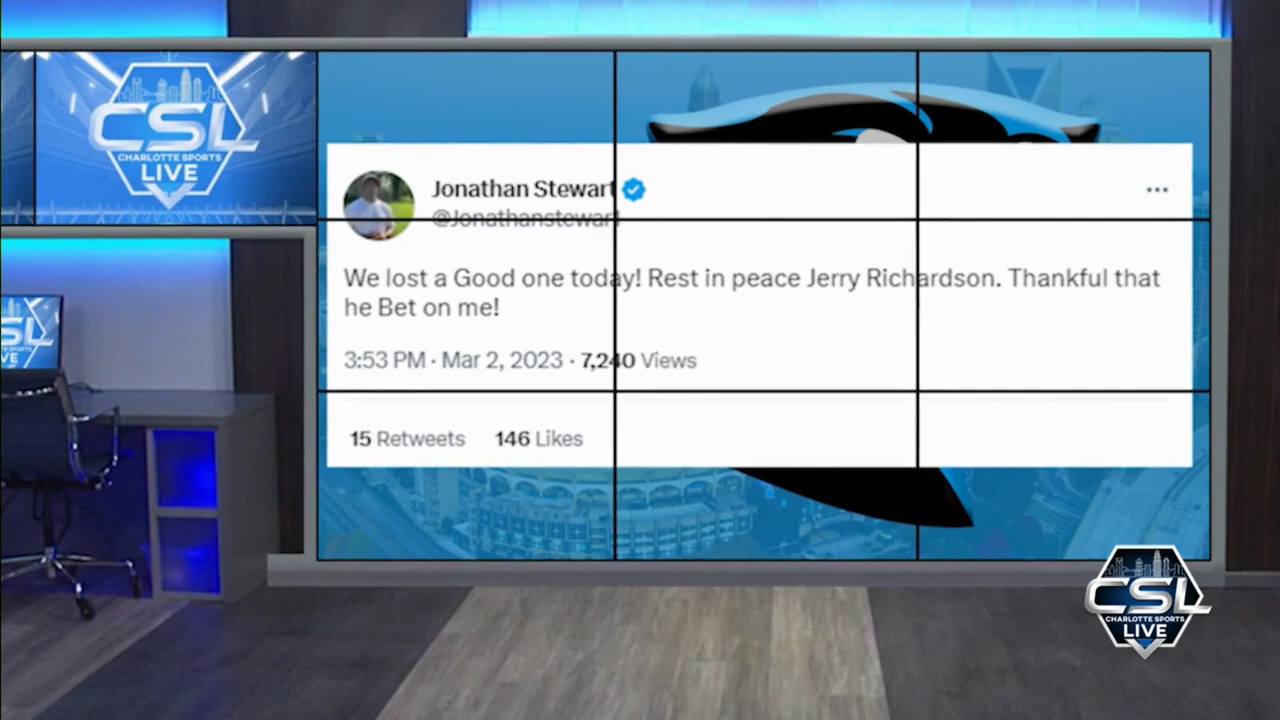 CSL
CHARLOTTE SPORTS
LIVE
Jonathan Stewart
@Jonathanstewart
We lost a Good one today! Rest in peace Jerry Richardson. Thankful that
he Bet on me!
3:53 PM · Mar 2, 2023 · 7,240 Views
15 Retweets 146 Likes
SL
VE
CSL
CHARLOTTE SPORTS
LIVE